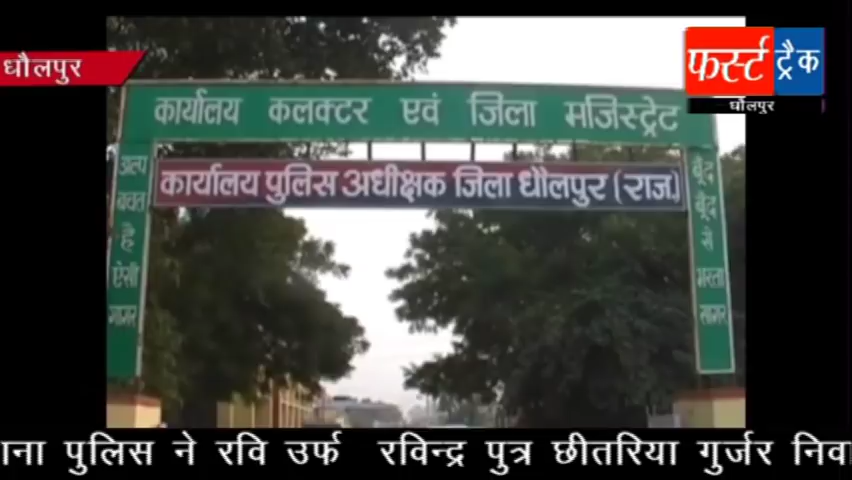 धौलपुर
फर्स्ट ट्रैक
धौलपुर
कार्यालय कलक्टर एवं जिला मजिस्ट्रेट
कार्यालय पुलिस अधीक्षक जिला धौलपुर (राज.)
अल्प
बचत
है
ऐसी
गागर
बूँद
बूँद
से
भरता
सागर
ाना पुलिस ने रवि उर्फ रविन्द्र पुत्र छीतरिया गुर्जर निवा